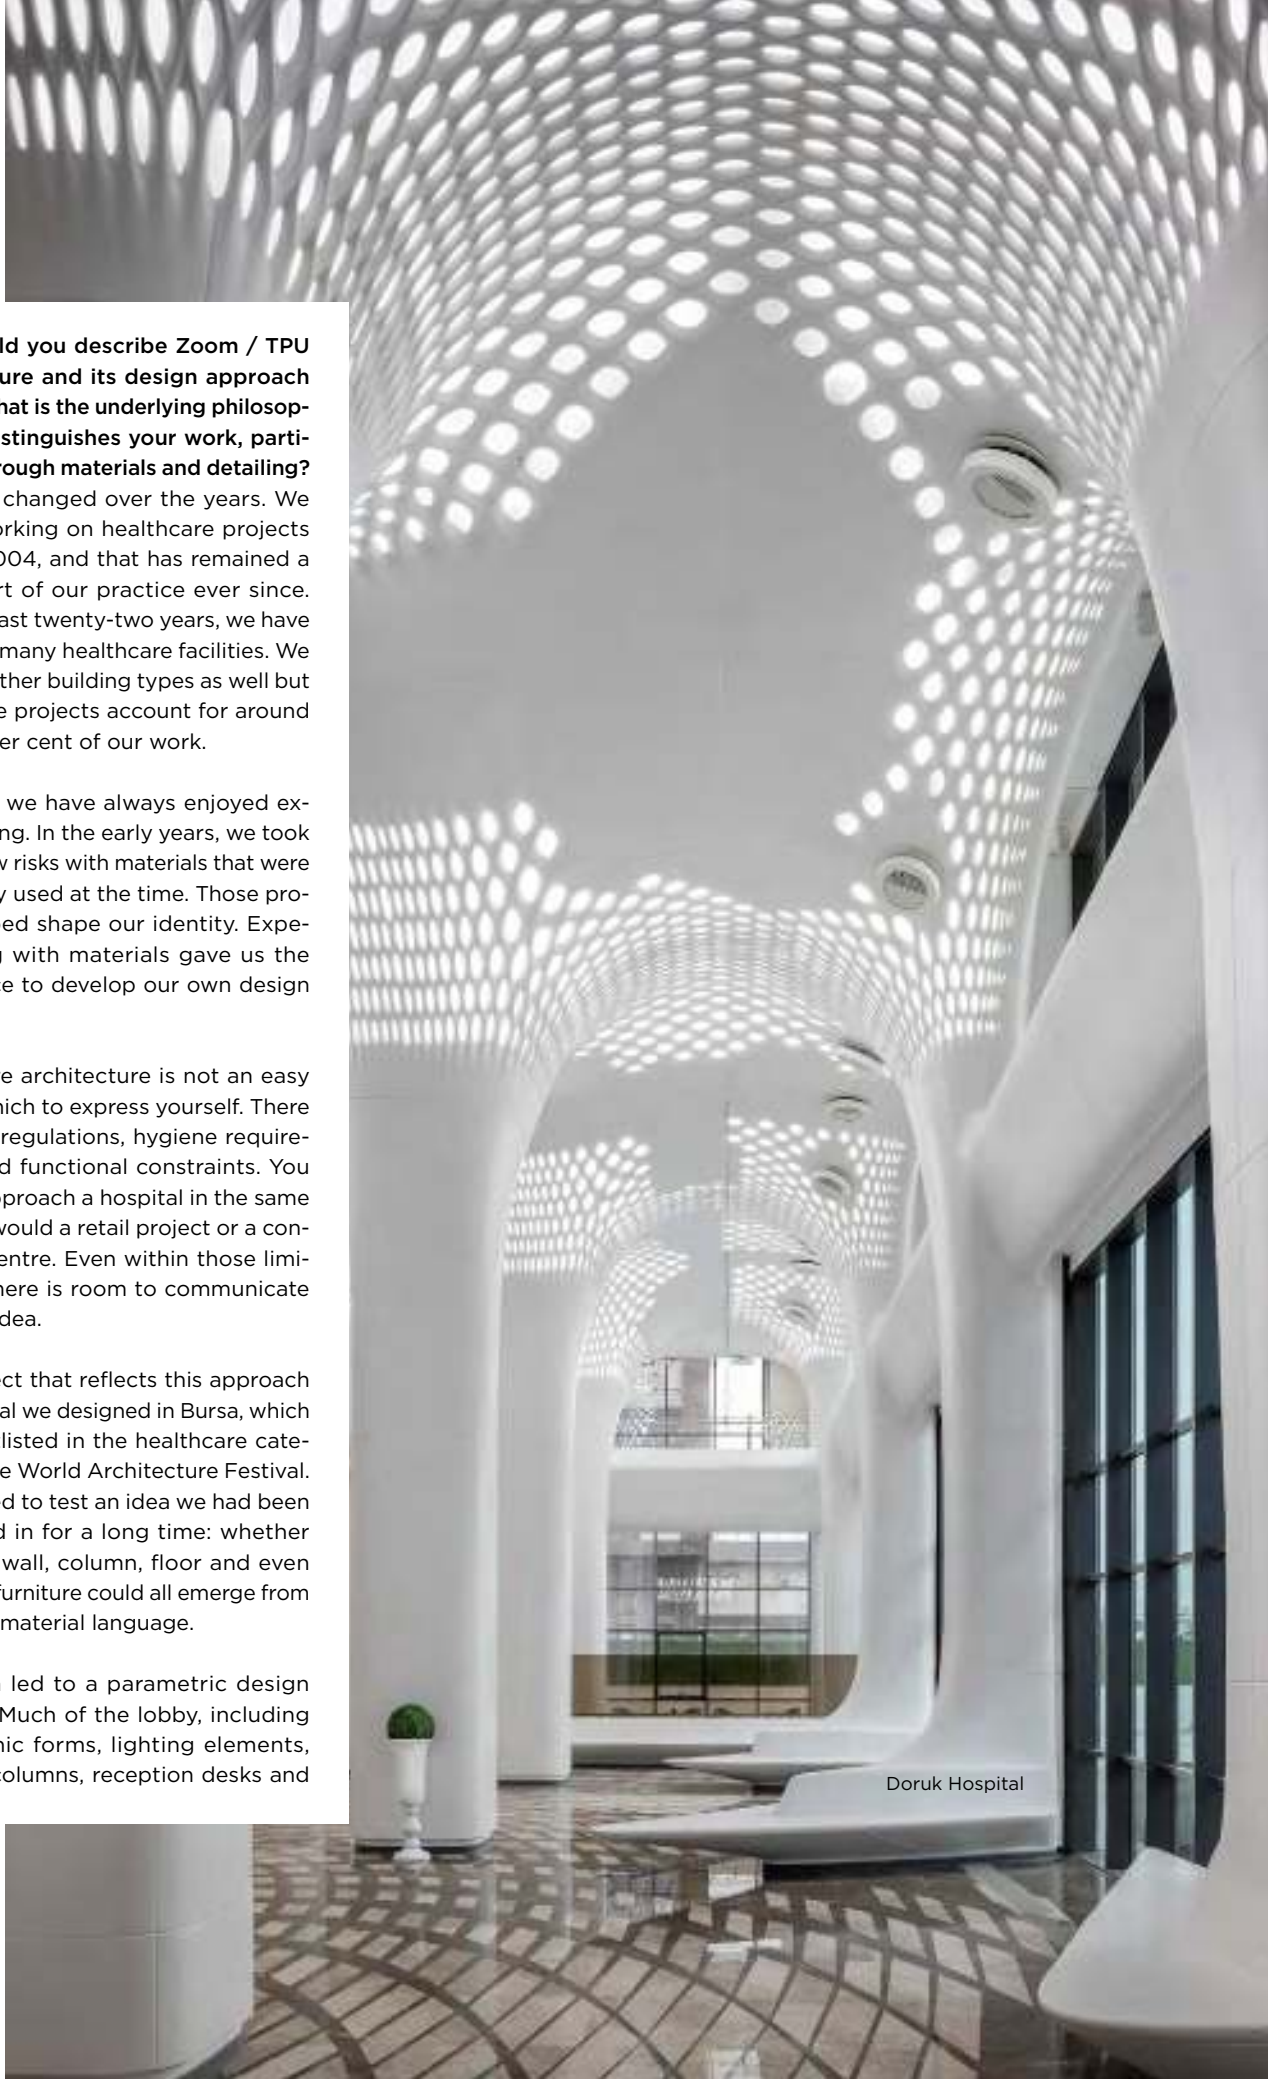 ld you describe Zoom / TPU
ure and its design approach
hat is the underlying philosop-
stinguishes your work, parti-
rough materials and detailing?
changed over the years. We
orking on healthcare projects
004, and that has remained a
rt of our practice ever since.
ast twenty-two years, we have
many healthcare facilities. We
ther building types as well but
e projects account for around
er cent of our work.
we have always enjoyed ex-
ng. In the early years, we took
w risks with materials that were
y used at the time. Those pro-
ed shape our identity. Expe-
g with materials gave us the
ce to develop our own design
re architecture is not an easy
hich to express yourself. There
regulations, hygiene require-
d functional constraints. You
pproach a hospital in the same
would a retail project or a con-
entre. Even within those limi-
here is room to communicate
dea.
ect that reflects this approach
al we designed in Bursa, which
listed in the healthcare cate-
e World Architecture Festival.
ed to test an idea we had been
d in for a long time: whether
wall, column, floor and even
furniture could all emerge from
material language.
led to a parametric design
Much of the lobby, including
nic forms, lighting elements,
columns, reception desks and
Doruk Hospital